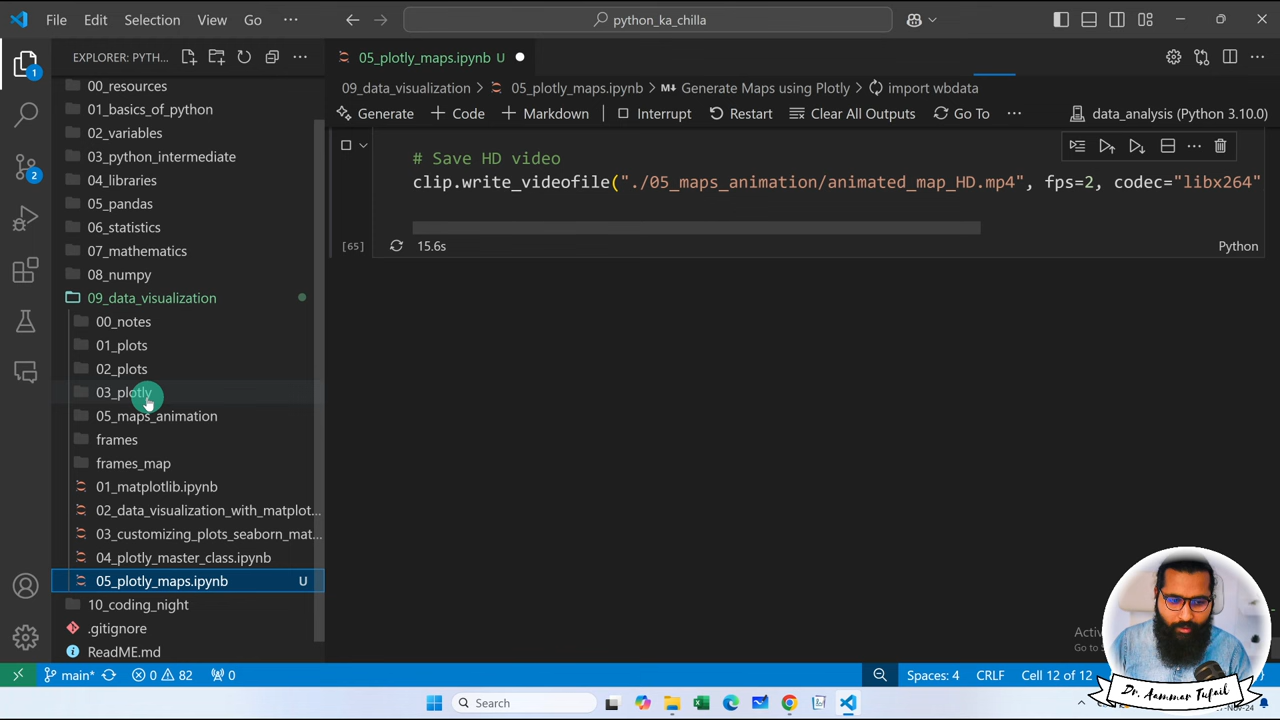 File Edit Selection View Go ··· python_ka_chilla
EXPLORER: PYTH... ··· 05_plotly_maps.ipynb U
1
00_resources
01_basics_of_python
02_variables
03_python_intermediate
04_libraries
05_pandas
06_statistics
07_mathematics
08_numpy
09_data_visualization
00_notes
01_plots
02_plots
03_plotly
05_maps_animation
frames
frames_map
01_matplotlib.ipynb
02_data_visualization_with_matplot...
03_customizing_plots_seaborn_mat...
04_plotly_master_class.ipynb
05_plotly_maps.ipynb U
10_coding_night
.gitignore
ReadME.md
2
09_data_visualization > 05_plotly_maps.ipynb > M↓ Generate Maps using Plotly > import wbdata
Generate + Code + Markdown Interrupt Restart Clear All Outputs Go To ··· data_analysis (Python 3.10.0)
# Save HD video
clip.write_videofile("./05_maps_animation/animated_map_HD.mp4", fps=2, codec="libx264"
[65] 15.6s Python
main* 0 82 0 Spaces: 4 CRLF Cell 12 of 12
Search
Dr. Aammar Tufail